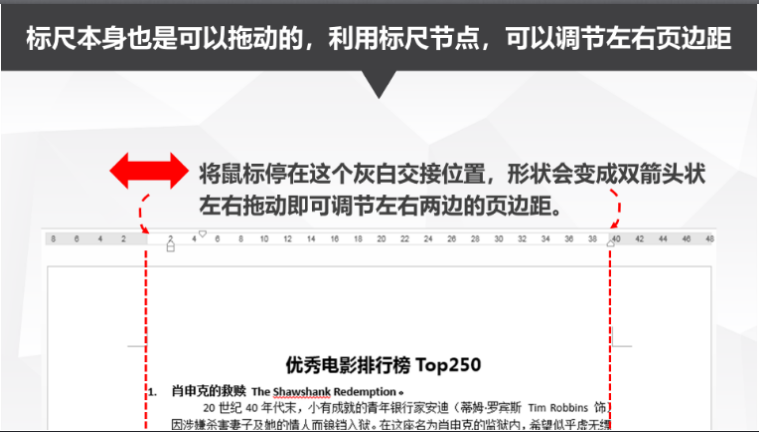 标尺本身也是可以拖动的，利用标尺节点，可以调节左右页边距
将鼠标停在这个灰白交接位置，形状会变成双箭头状
左右拖动即可调节左右两边的页边距。
8 6 4 2 2 4 6 8 10 12 14 16 18 20 22 24 26 28 30 32 34 36 38 40 42 44 46 48
优秀电影排行榜 Top250
1. 肖申克的救赎 The Shawshank Redemption
20 世纪 40 年代末，小有成就的青年银行家安迪（蒂姆·罗宾斯 Tim Robbins 饰）
因涉嫌杀害妻子及她的情人而锒铛入狱。在这座名为肖申克的监狱内，希望似乎虚无缥